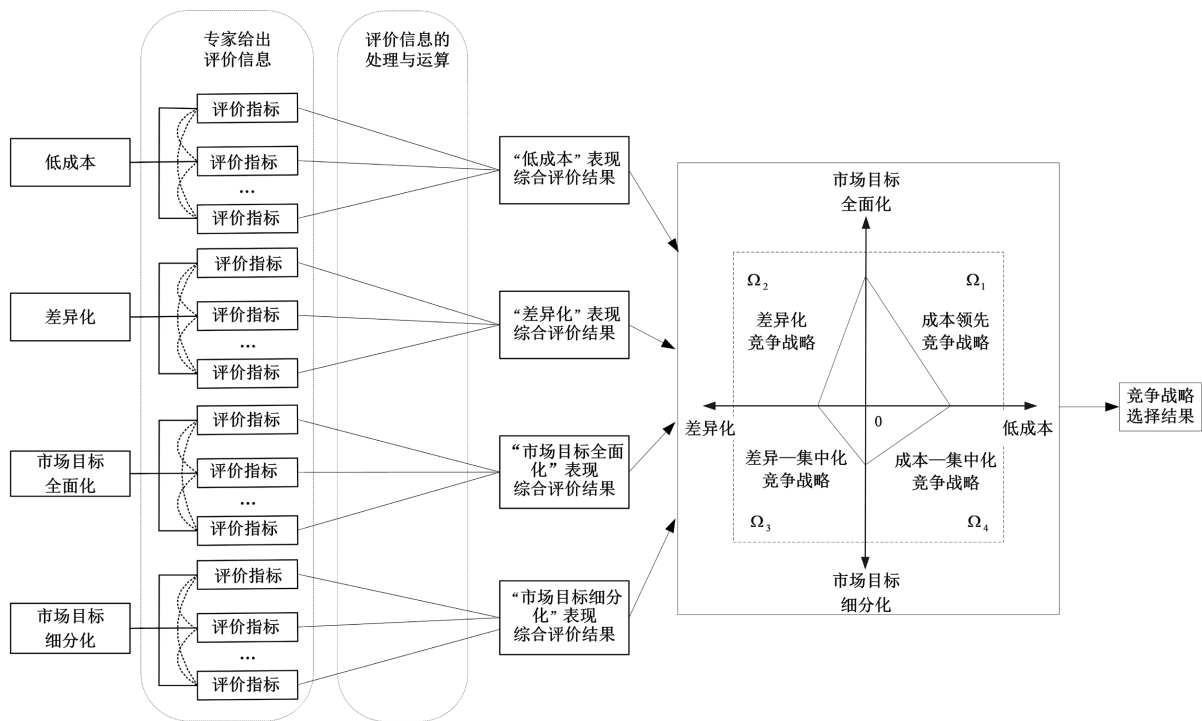 专家给出
评价信息
评价信息的
处理与运算
低成本
评价指标
评价指标
...
评价指标
“低成本”表现
综合评价结果
差异化
评价指标
评价指标
...
评价指标
“差异化”表现
综合评价结果
市场目标
全面化
评价指标
评价指标
...
评价指标
“市场目标全面
化”表现
综合评价结果
市场目标
细分化
评价指标
评价指标
...
评价指标
“市场目标细分
化”表现
综合评价结果
市场目标
全面化
Ω₂
Ω₁
差异化
竞争战略
成本领先
竞争战略
差异化
0
低成本
差异—集中化
竞争战略
成本—集中化
竞争战略
Ω₃
Ω₄
市场目标
细分化
竞争战略
选择结果